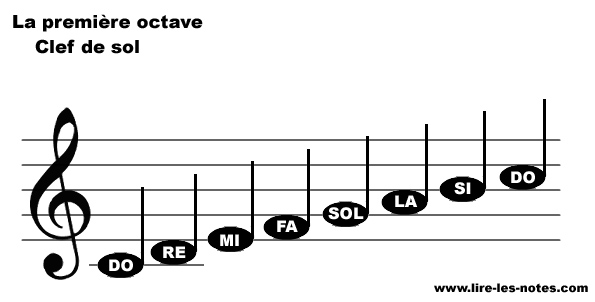 La première octave
Clef de sol
DO RE MI FA SOL LA SI DO
www.lire-les-notes.com